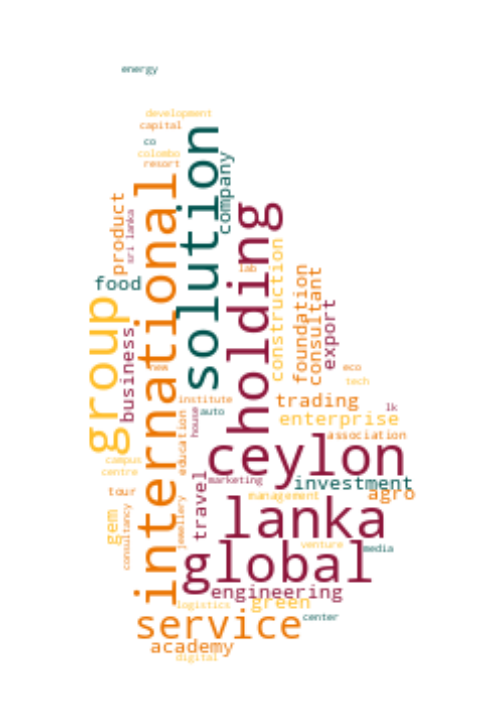 energy
development
capital
co
colombo
resort
solution
company
international
product
sri lanka
holding
lab
construction
foundation
consultant
export
food
group
business
new
eco
tech
institute
auto
house
trading
lk
enterprise
education
association
ceylon
campus
centre
marketing
investment
travel
tour
management
agro
gem
consultancy
jewellery
lanka
venture
media
global
engineering
logistics
green
service
center
academy
digital